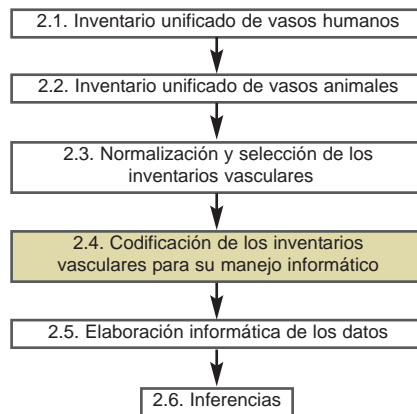 2.1. Inventario unificado de vasos humanos
2.2. Inventario unificado de vasos animales
2.3. Normalización y selección de los
inventarios vasculares
2.4. Codificación de los inventarios
vasculares para su manejo informático
2.5. Elaboración informática de los datos
2.6. Inferencias